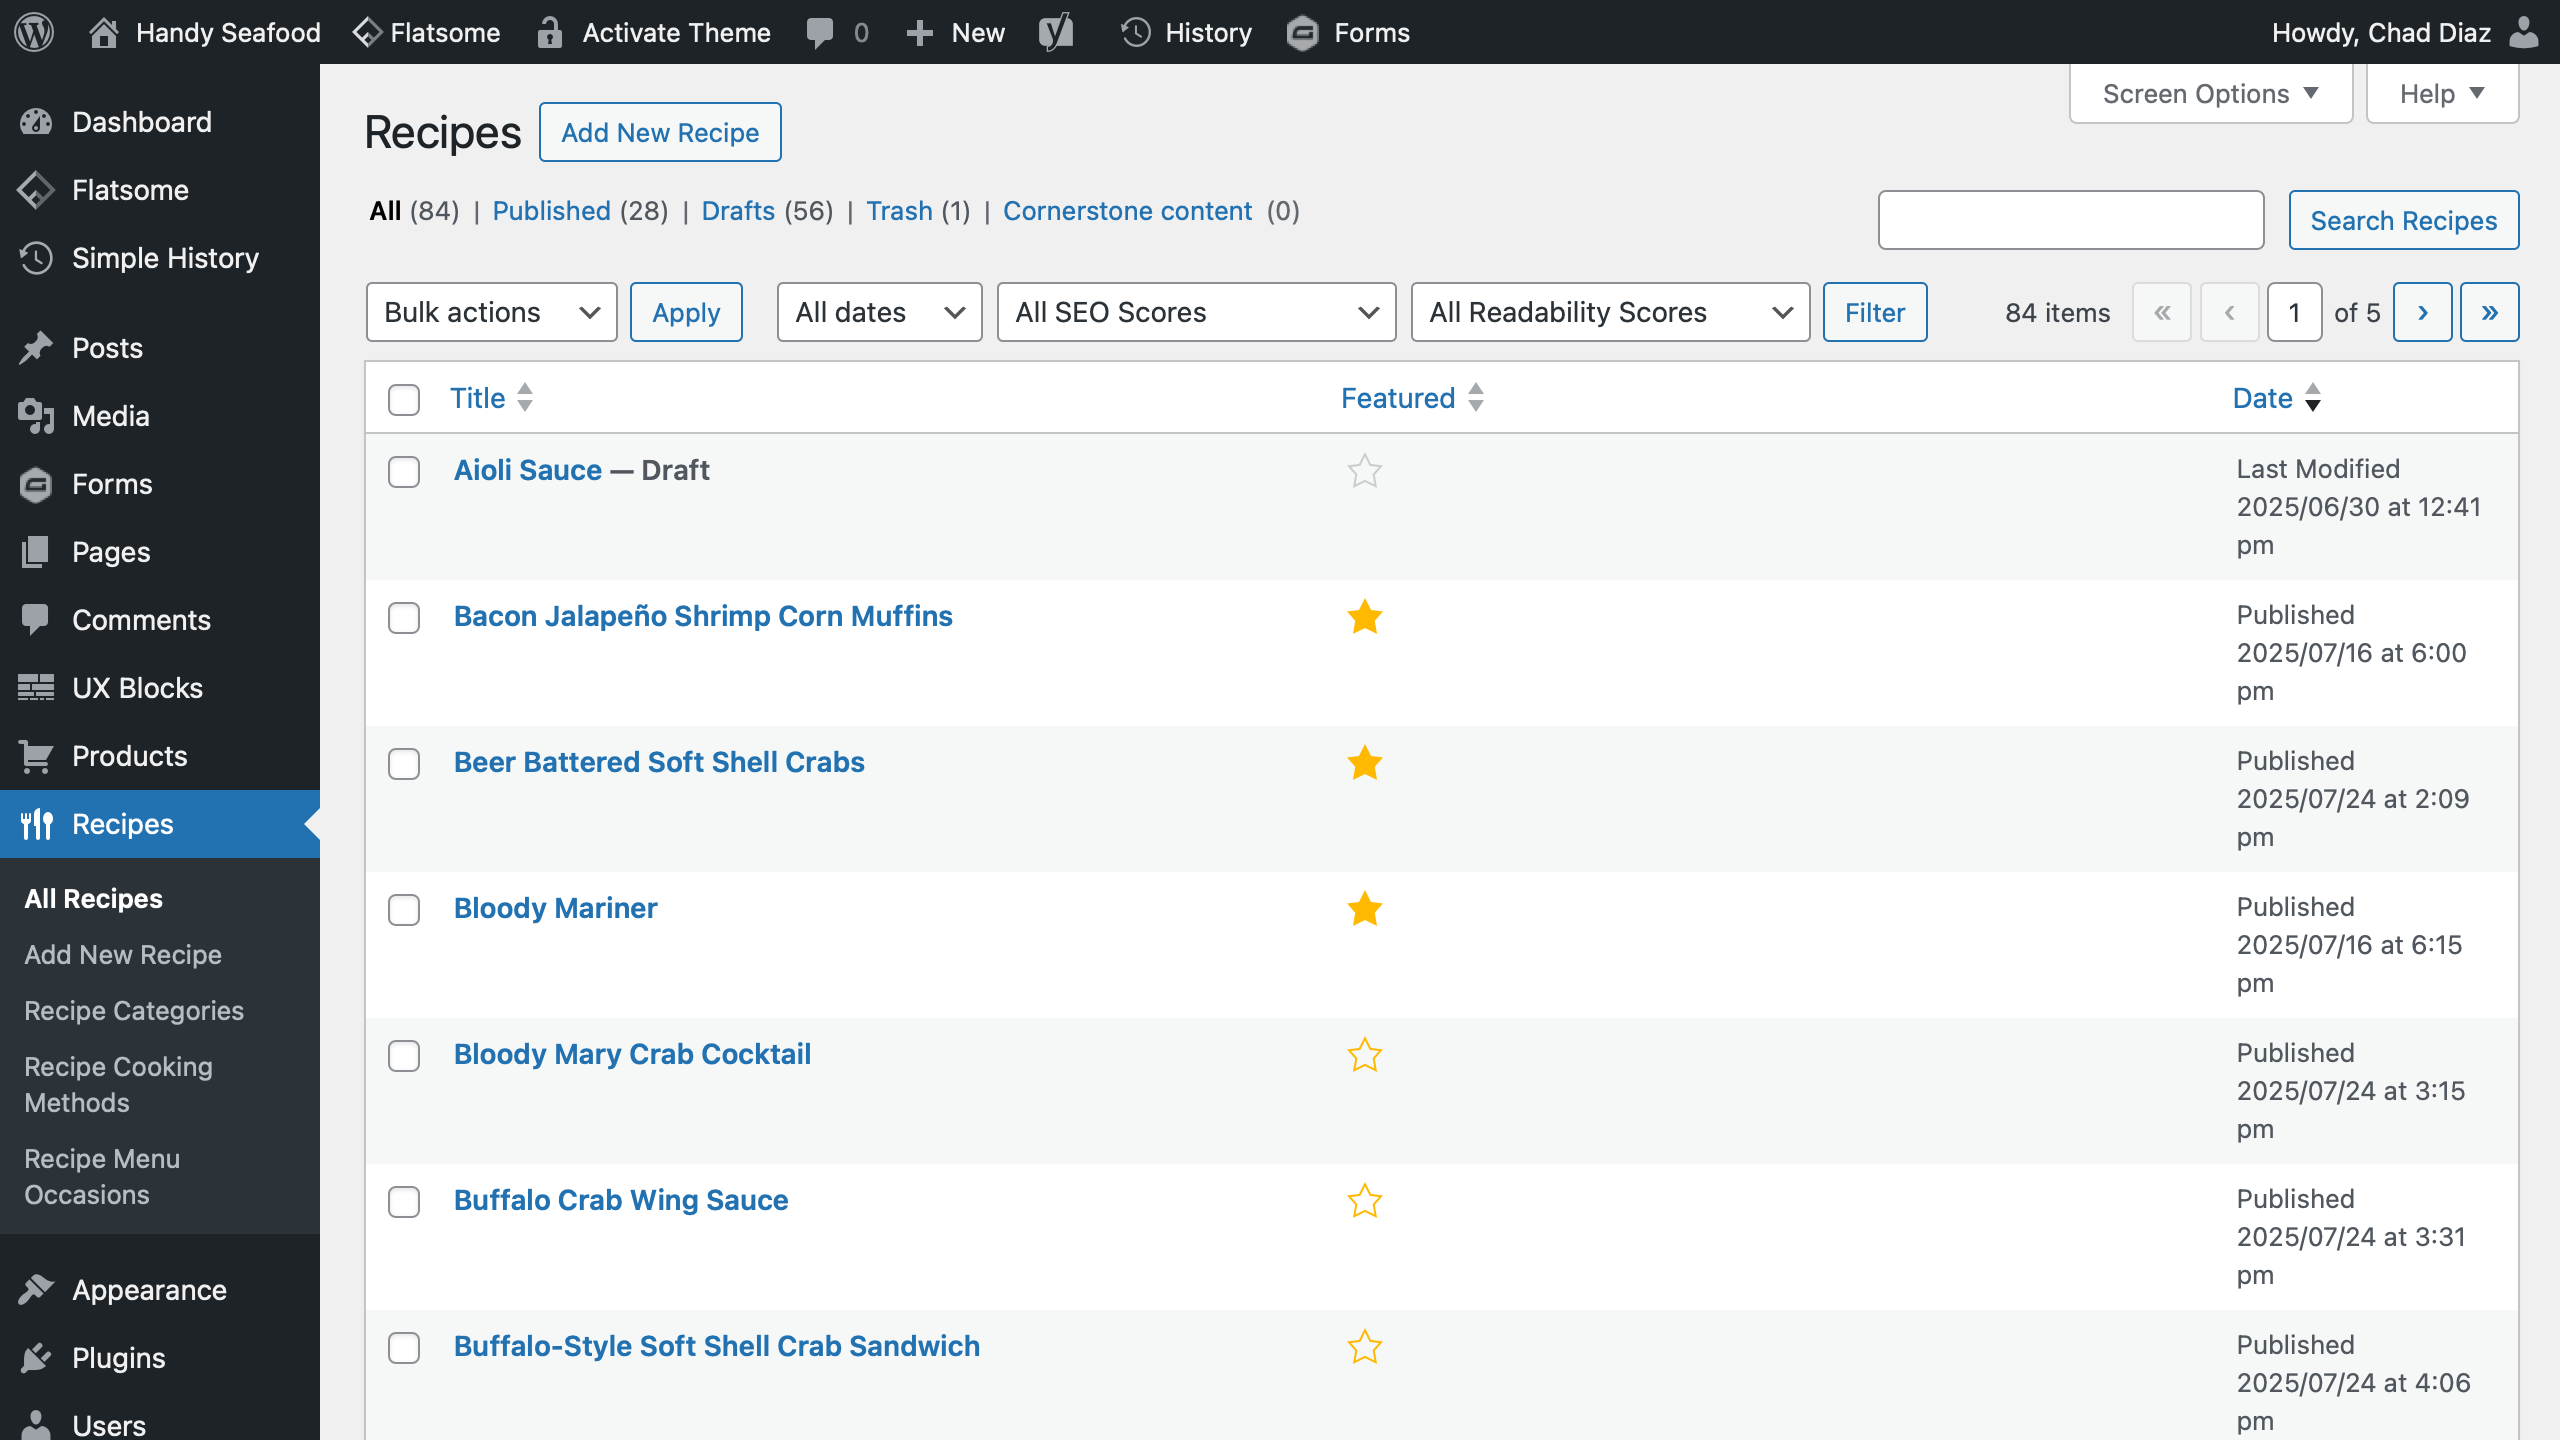 Handy Seafood
Flatsome
Activate Theme
0
New
History
Forms
Howdy, Chad Diaz
Dashboard
Flatsome
Simple History
Posts
Media
Forms
Pages
Comments
UX Blocks
Products
Recipes
All Recipes
Add New Recipe
Recipe Categories
Recipe Cooking
Methods
Recipe Menu
Occasions
Appearance
Plugins
Users
Screen Options
Help
Recipes
Add New Recipe
All (84) | Published (28) | Drafts (56) | Trash (1) | Cornerstone content (0)
Search Recipes
Bulk actions
Apply
All dates
All SEO Scores
All Readability Scores
Filter
84 items « ‹ 1 of 5 › »
Title
Featured
Date
Aioli Sauce — Draft
Last Modified
2025/06/30 at 12:41
pm
Bacon Jalapeño Shrimp Corn Muffins
Published
2025/07/16 at 6:00
pm
Beer Battered Soft Shell Crabs
Published
2025/07/24 at 2:09
pm
Bloody Mariner
Published
2025/07/16 at 6:15
pm
Bloody Mary Crab Cocktail
Published
2025/07/24 at 3:15
pm
Buffalo Crab Wing Sauce
Published
2025/07/24 at 3:31
pm
Buffalo-Style Soft Shell Crab Sandwich
Published
2025/07/24 at 4:06
pm